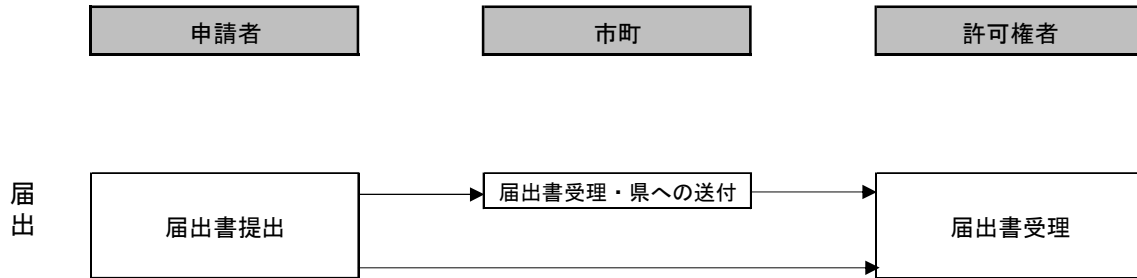 申請者
市町
許可権者
届出
届出書提出
届出書受理・県への送付
届出書受理